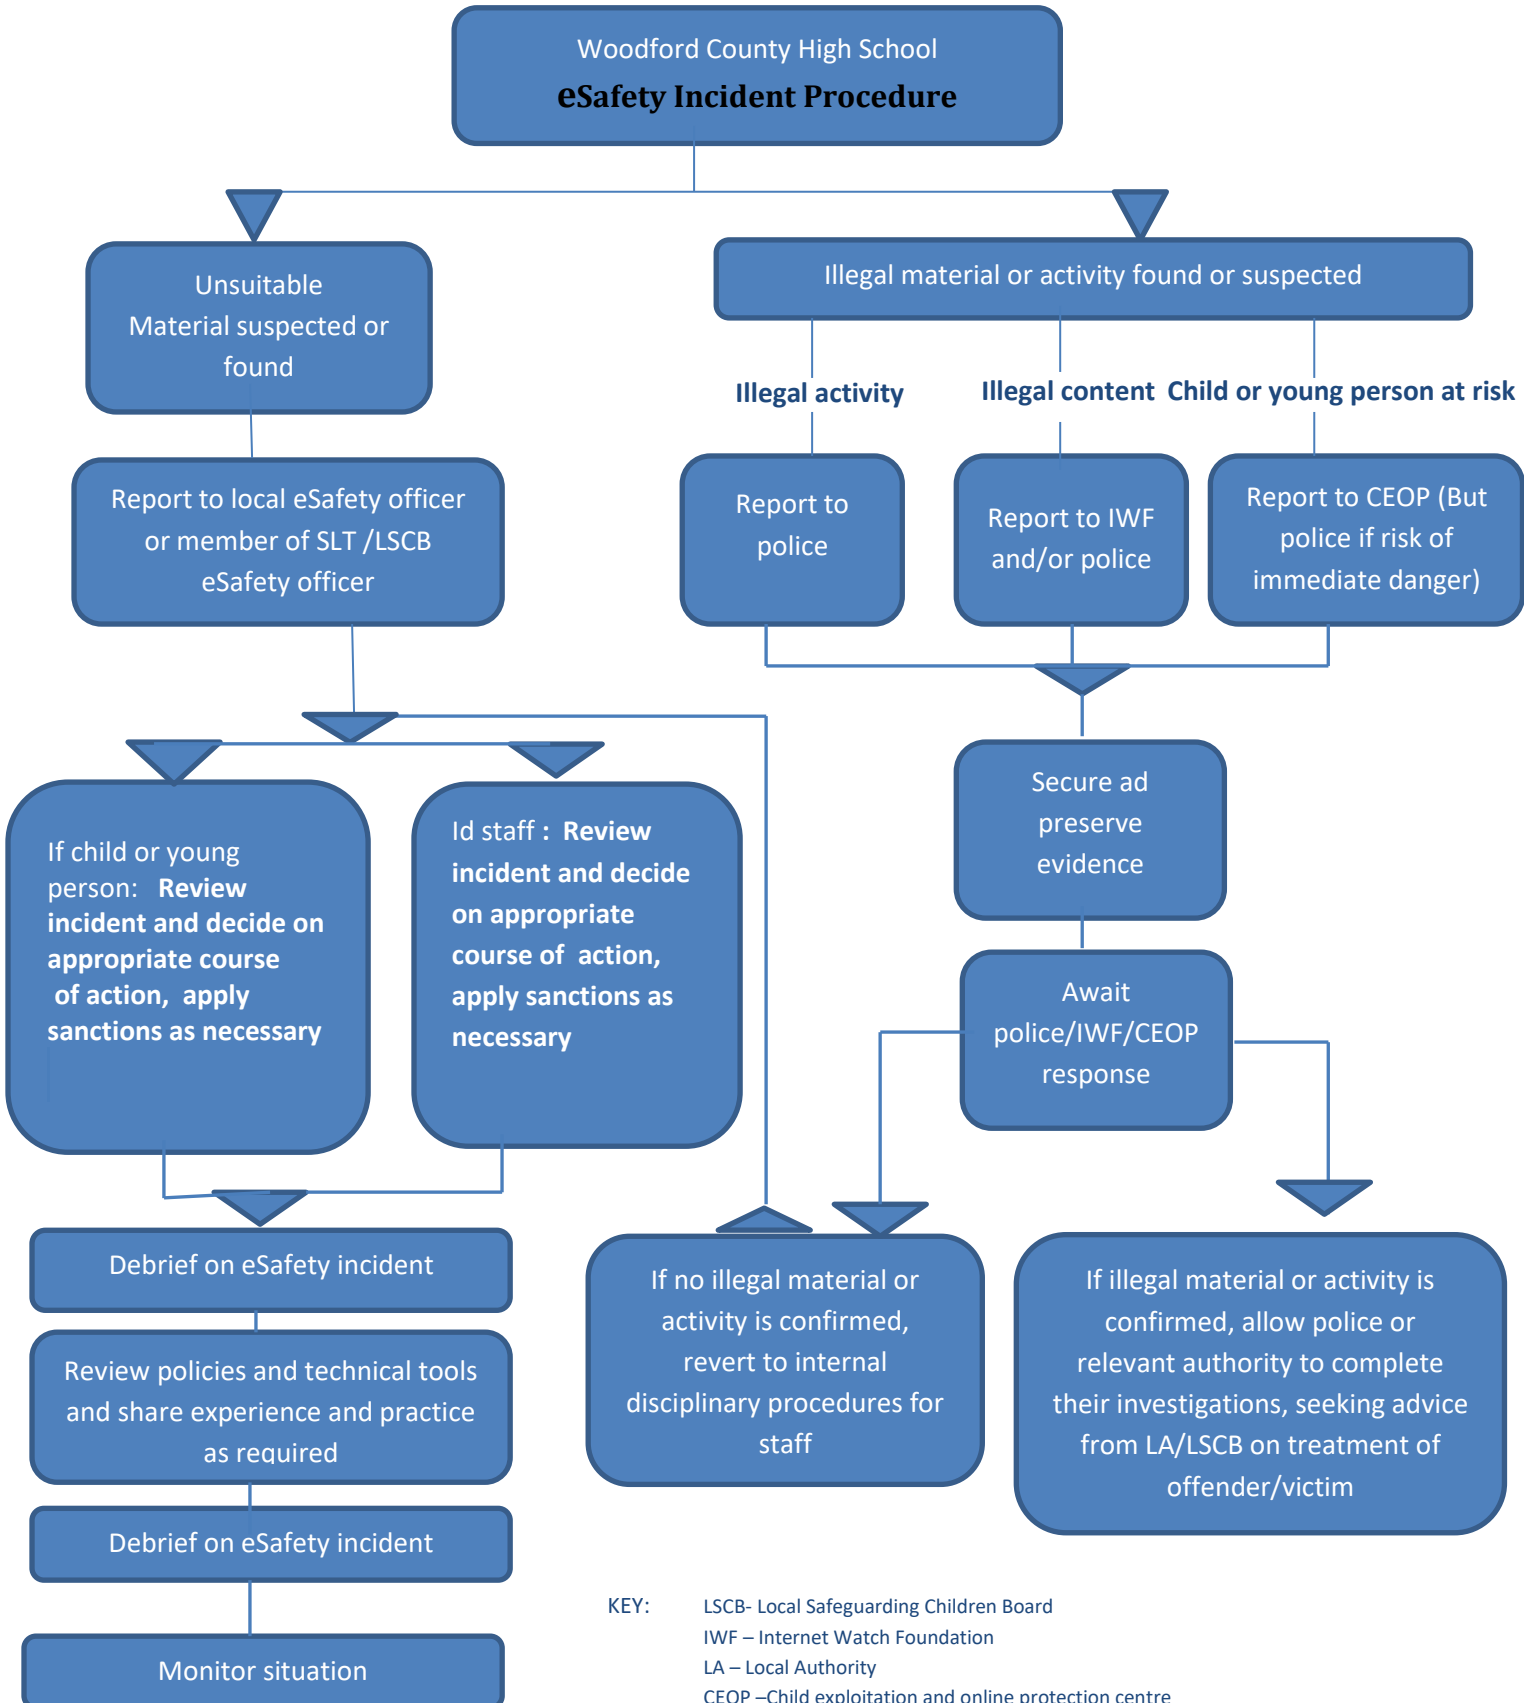 Woodford County High School
eSafety Incident Procedure
Unsuitable
Material suspected or
found
Illegal material or activity found or suspected
Illegal activity
Illegal content
Child or young person at risk
Report to local eSafety officer
or member of SLT /LSCB
eSafety officer
Report to
police
Report to IWF
and/or police
Report to CEOP (But
police if risk of
immediate danger)
If child or young
person: Review
incident and decide on
appropriate course
of action, apply
sanctions as necessary
Id staff : Review
incident and decide
on appropriate
course of action,
apply sanctions as
necessary
Secure ad
preserve
evidence
Await
police/IWF/CEOP
response
Debrief on eSafety incident
Review policies and technical tools
and share experience and practice
as required
Debrief on eSafety incident
Monitor situation
If no illegal material or
activity is confirmed,
revert to internal
disciplinary procedures for
staff
If illegal material or activity is
confirmed, allow police or
relevant authority to complete
their investigations, seeking advice
from LA/LSCB on treatment of
offender/victim
KEY: LSCB- Local Safeguarding Children Board
IWF – Internet Watch Foundation
LA – Local Authority
CEOP –Child exploitation and online protection centre